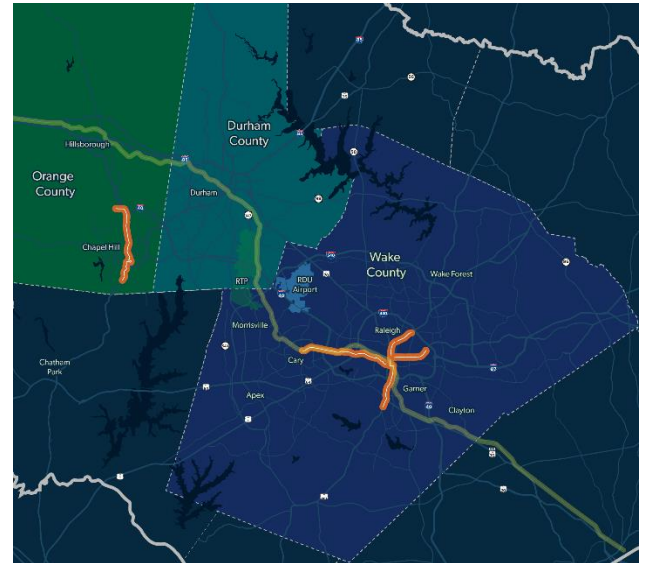 Durham
County
Hillsborough
Orange
County
Durham
Chapel Hill
Wake
County
Wake Forest
RTP
RDU
Airport
Morrisville
Raleigh
Chatham
Park
Cary
Apex
Garner
Clayton